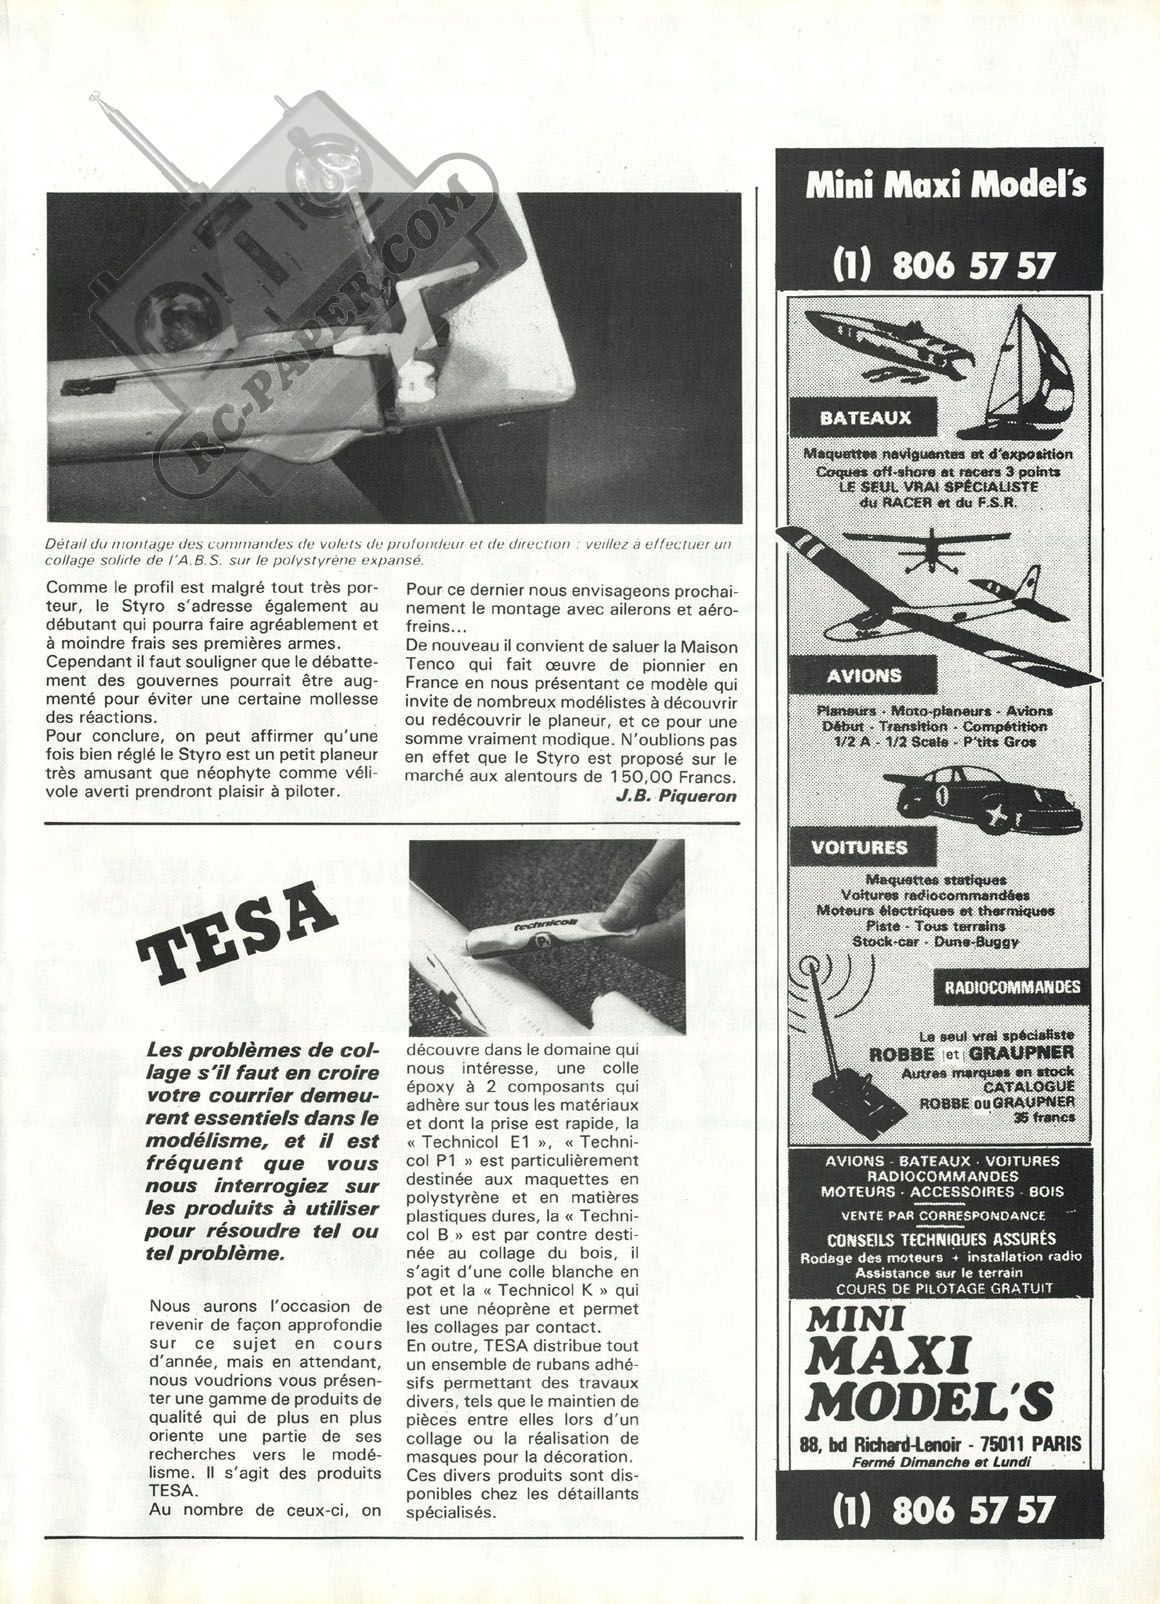 RC-PAPER.COM
Détail du montage des commandes de volets de profondeur et de direction : veillez à effectuer un
collage solide de l'A.B.S. sur le polystyrène expansé.
Comme le profil est malgré tout très por-
teur, le Styro s'adresse également au
débutant qui pourra faire agréablement et
à moindre frais ses premières armes.
Cependant il faut souligner que le débatte-
ment des gouvernes pourrait être aug-
menté pour éviter une certaine mollesse
des réactions.
Pour conclure, on peut affirmer qu'une
fois bien réglé le Styro est un petit planeur
très amusant que néophyte comme véli-
vole averti prendront plaisir à piloter.
Pour ce dernier nous envisageons prochai-
nement le montage avec ailerons et aéro-
freins...
De nouveau il convient de saluer la Maison
Tenco qui fait œuvre de pionnier en
France en nous présentant ce modèle qui
invite de nombreux modélistes à découvrir
ou redécouvrir le planeur, et ce pour une
somme vraiment modique. N'oublions pas
en effet que le Styro est proposé sur le
marché aux alentours de 150,00 Francs.
J.B. Piqueron
TESA
technicoll
Les problèmes de col-
lage s'il faut en croire
votre courrier demeu-
rent essentiels dans le
modélisme, et il est
fréquent que vous
nous interrogiez sur
les produits à utiliser
pour résoudre tel ou
tel problème.
Nous aurons l'occasion de
revenir de façon approfondie
sur ce sujet en cours
d'année, mais en attendant,
nous voudrions vous présen-
ter une gamme de produits de
qualité qui de plus en plus
oriente une partie de ses
recherches vers le modé-
lisme. Il s'agit des produits
TESA.
Au nombre de ceux-ci, on
découvre dans le domaine qui
nous intéresse, une colle
époxy à 2 composants qui
adhère sur tous les matériaux
et dont la prise est rapide, la
« Technicol E1 », « Techni-
col P1 » est particulièrement
destinée aux maquettes en
polystyrène et en matières
plastiques dures, la « Techni-
col B » est par contre desti-
née au collage du bois, il
s'agit d'une colle blanche en
pot et la « Technicol K » qui
est une néoprène et permet
les collages par contact.
En outre, TESA distribue tout
un ensemble de rubans adhé-
sifs permettant des travaux
divers, tels que le maintien de
pièces entre elles lors d'un
collage ou la réalisation de
masques pour la décoration.
Ces divers produits sont dis-
ponibles chez les détaillants
spécialisés.
Mini Maxi Model's
(1) 806 57 57
BATEAUX
Maquettes naviguantes et d'exposition
Coques off-shore et racers 3 points
LE SEUL VRAI SPÉCIALISTE
du RACER et du F.S.R.
AVIONS
Planeurs - Moto-planeurs - Avions
Début - Transition - Compétition
1/2 A - 1/2 Scale - P'tits Gros
1
VOITURES
Maquettes statiques
Voitures radiocommandées
Moteurs électriques et thermiques
Piste - Tous terrains
Stock-car - Dune-Buggy
RADIOCOMMANDES
Le seul vrai spécialiste
ROBBE et GRAUPNER
Autres marques en stock
CATALOGUE
ROBBE ou GRAUPNER
35 francs
AVIONS - BATEAUX - VOITURES
RADIOCOMMANDES
MOTEURS - ACCESSOIRES - BOIS
VENTE PAR CORRESPONDANCE
CONSEILS TECHNIQUES ASSURÉS
Rodage des moteurs + installation radio
Assistance sur le terrain
COURS DE PILOTAGE GRATUIT
MINI
MAXI
MODEL'S
88, bd Richard-Lenoir - 75011 PARIS
Fermé Dimanche et Lundi
(1) 806 57 57